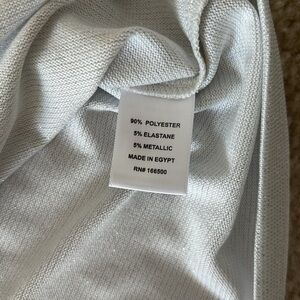 90% POLYESTER
5% ELASTANE
5% METALLIC
MADE IN EGYPT
RN# 166500